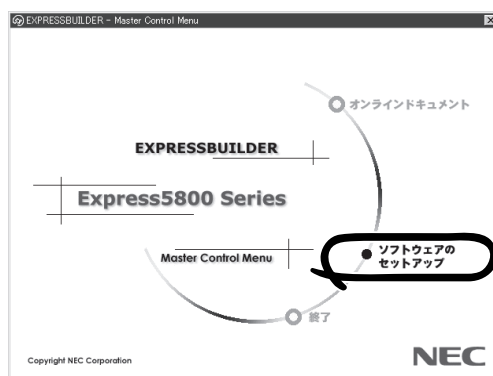 EXPRESSBUILDER - Master Control Menu
オンラインドキュメント
EXPRESSBUILDER
Express5800 Series
ソフトウェアの
セットアップ
Master Control Menu
終了
Copyright NEC Corporation
NEC